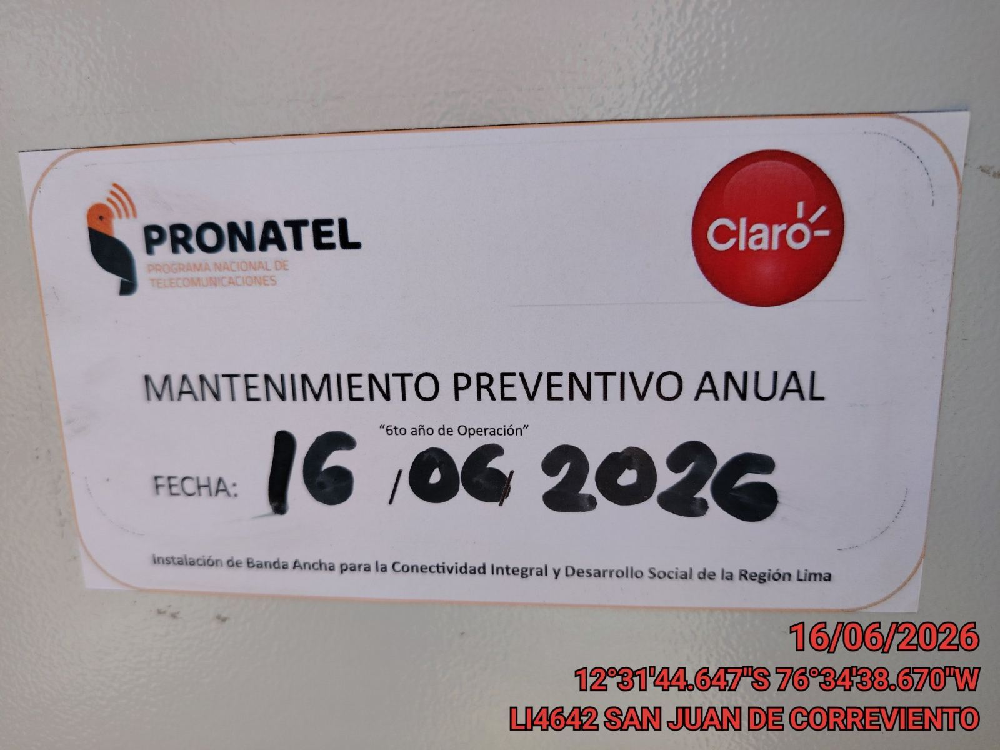 PRONATEL
PROGRAMA NACIONAL DE
TELECOMUNICACIONES
Claro
MANTENIMIENTO PREVENTIVO ANUAL
“6to año de Operación”
FECHA: 16 / 06 / 2026
Instalación de Banda Ancha para la Conectividad Integral y Desarrollo Social de la Región Lima
16/06/2026
12°31'44.647"S 76°34'38.670"W
LI4642 SAN JUAN DE CORREVIENTO